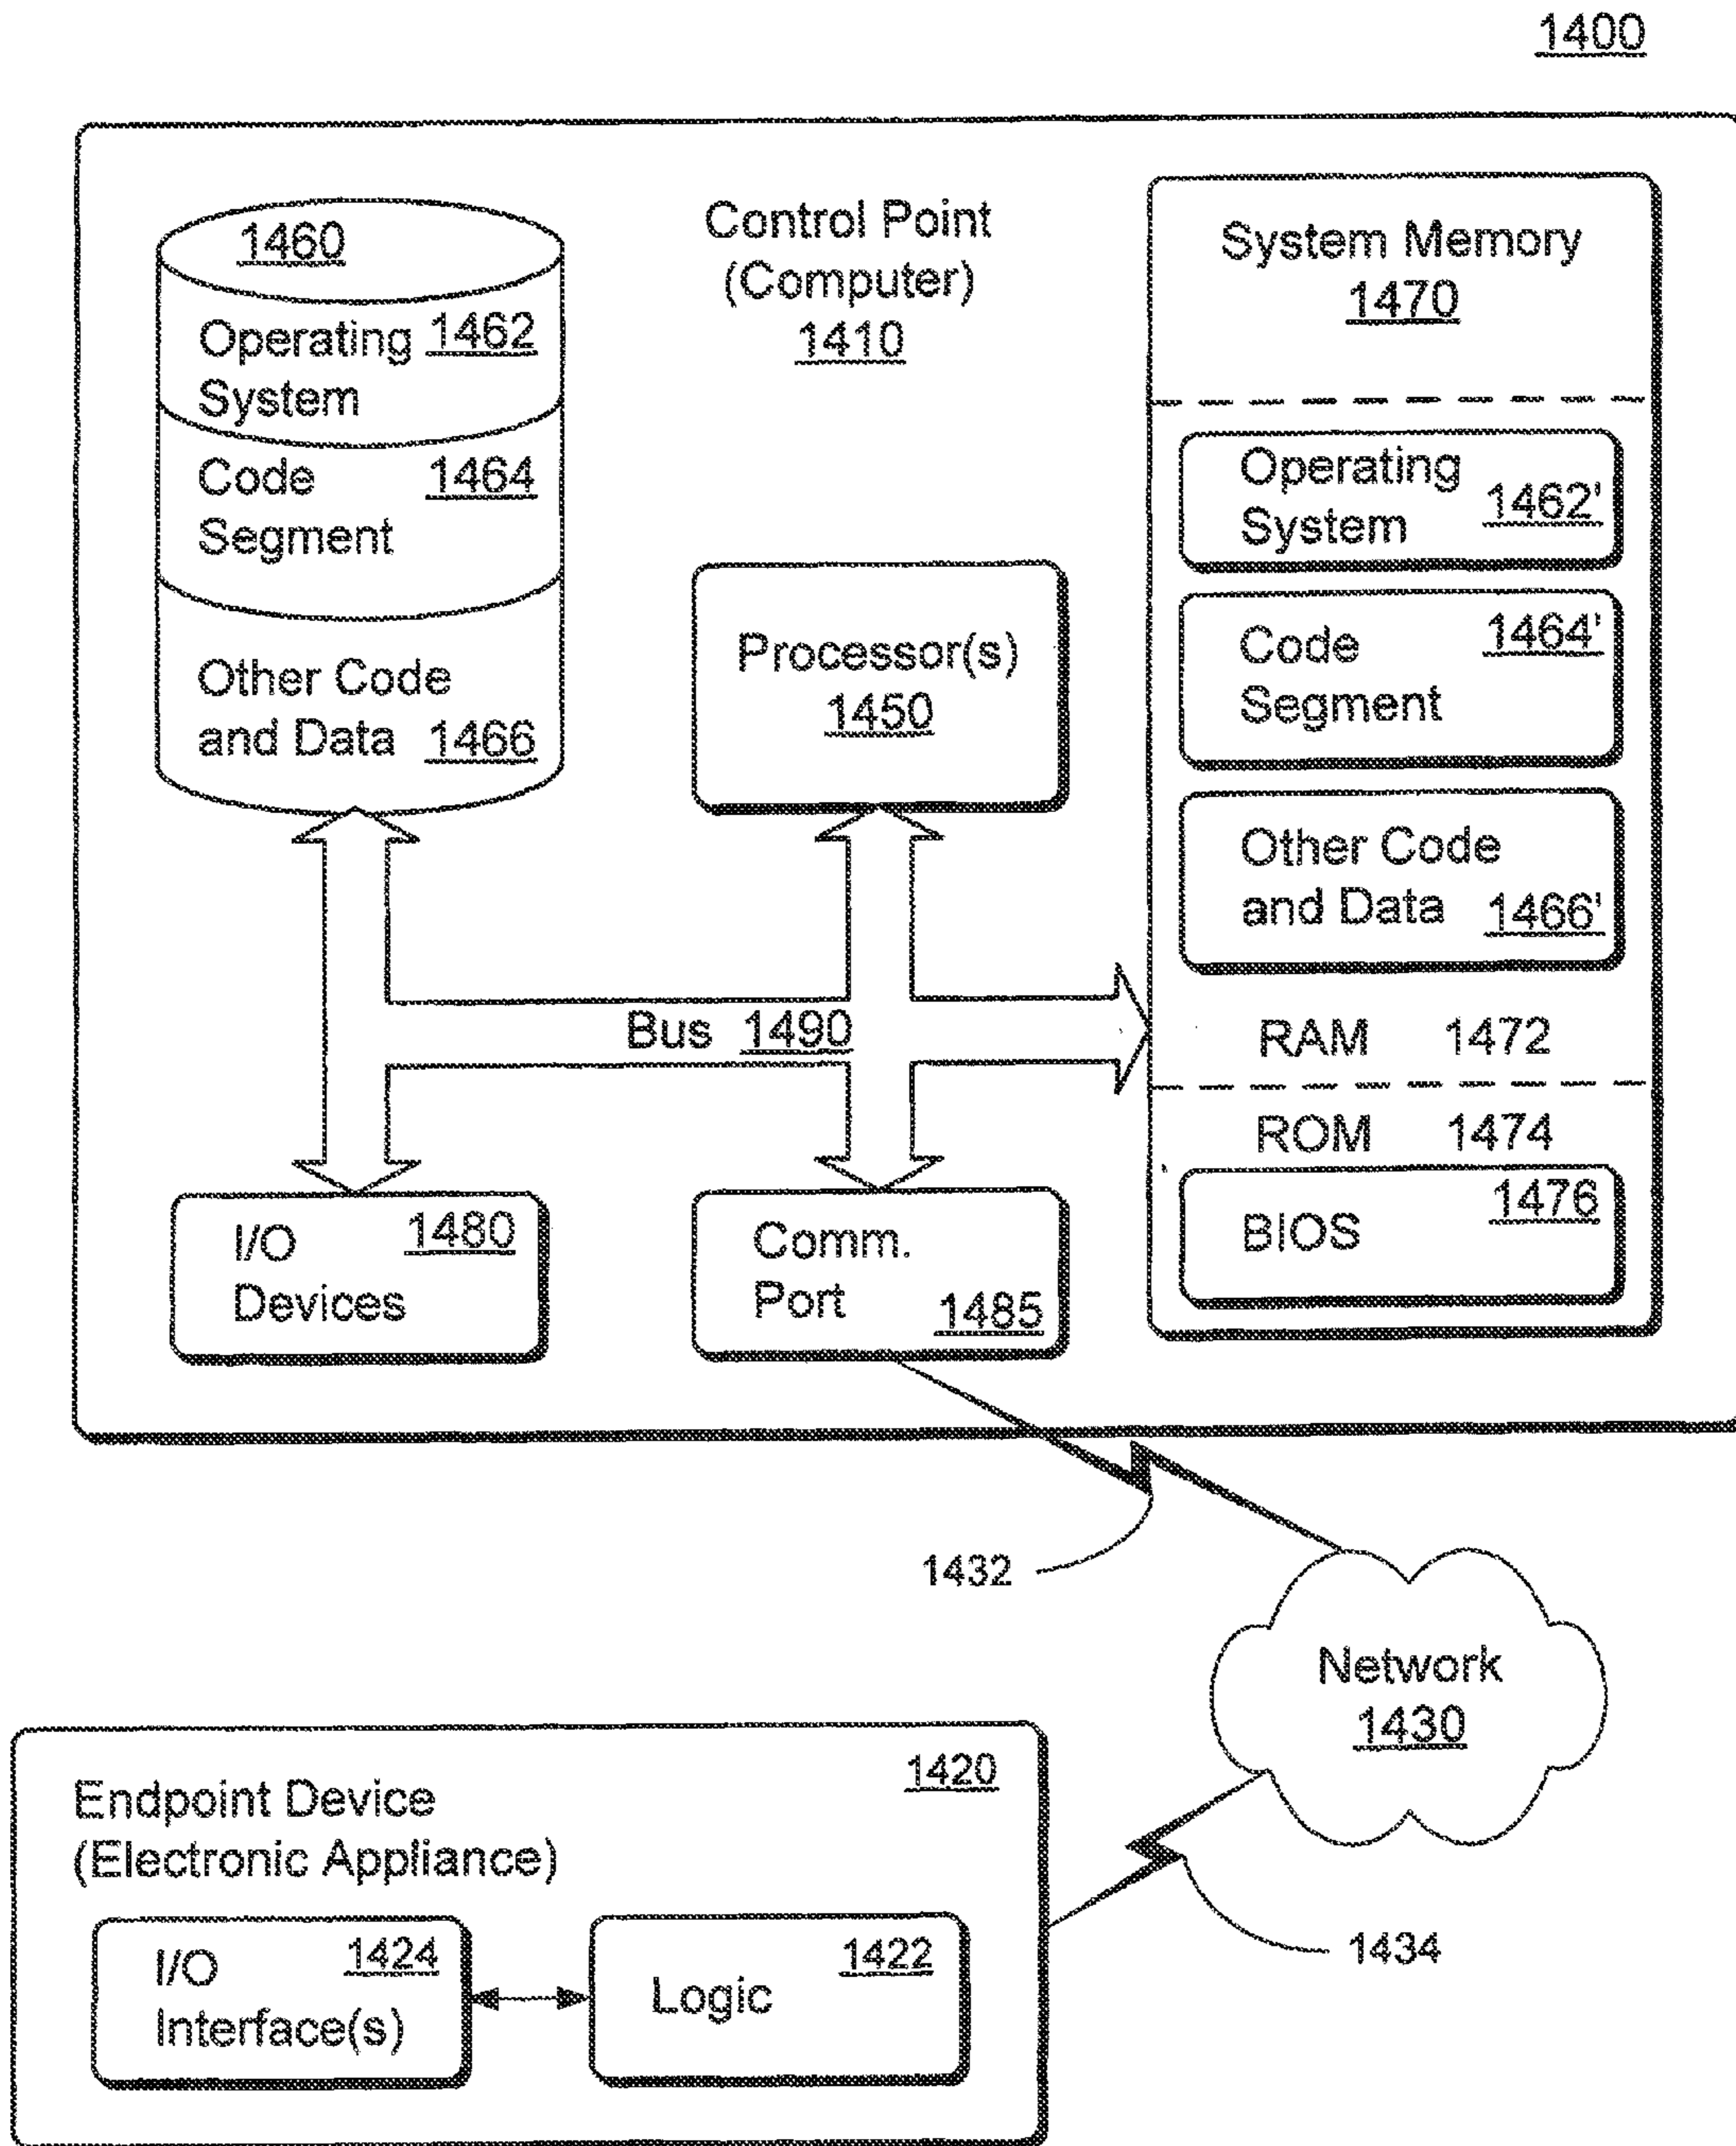 1400
1460
Operating 1462
System
Code 1464
Segment
Other Code
and Data 1466
Control Point
(Computer)
1410
Processor(s)
1450
System Memory
1470
Operating
System 1462'
Code 1464'
Segment
Other Code
and Data 1466'
RAM 1472
ROM 1474
BIOS 1476
Bus 1490
I/O 1480
Devices
Comm.
Port 1485
1432
Network
1430
1434
Endpoint Device 1420
(Electronic Appliance)
I/O 1424
Interface(s)
Logic 1422